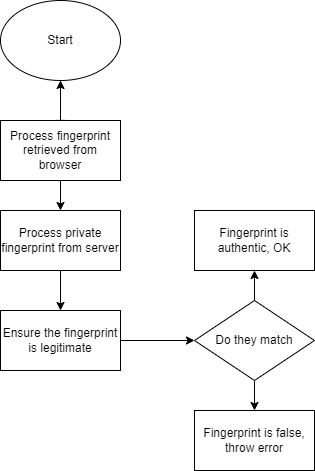 Start
Process fingerprint
retrieved from
browser
Process private
fingerprint from server
Fingerprint is
authentic, OK
Ensure the fingerprint
is legitimate
Do they match
Fingerprint is false,
throw error